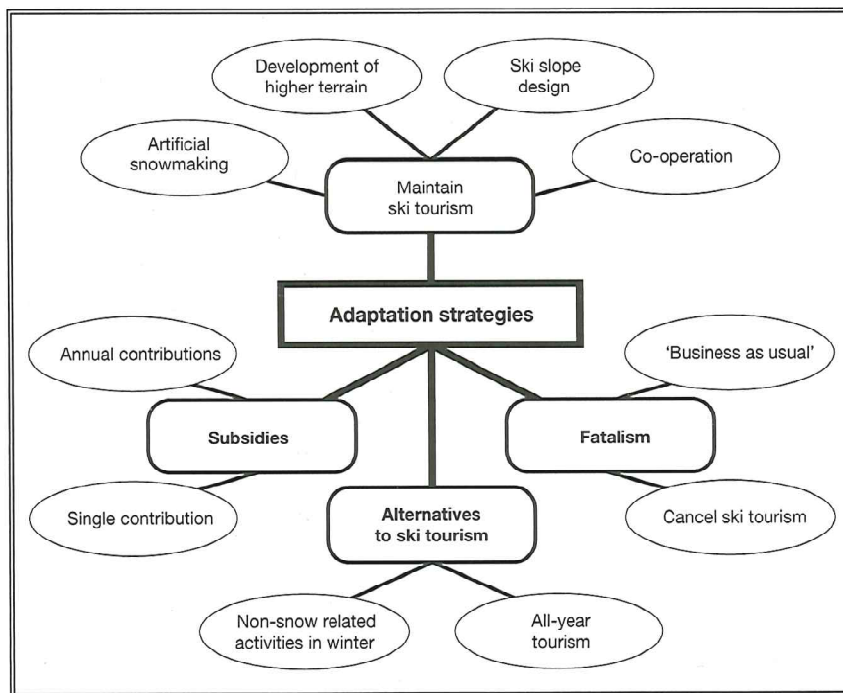 Development of
higher terrain
Ski slope
design
Artificial
snowmaking
Co-operation
Maintain
ski tourism
Adaptation strategies
Annual contributions
'Business as usual'
Subsidies
Fatalism
Single contribution
Alternatives
to ski tourism
Cancel ski tourism
Non-snow related
activities in winter
All-year
tourism